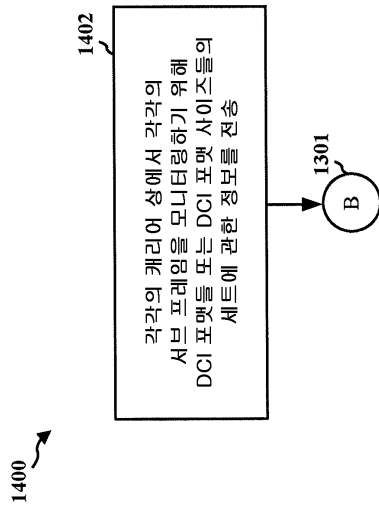 1400
1402
각각의 캐리어 상에서 각각의
서브 프레임을 모니터링하기 위해
DCI 포맷들 또는 DCI 포맷 사이즈들의
세트에 관한 정보를 전송
1301
B